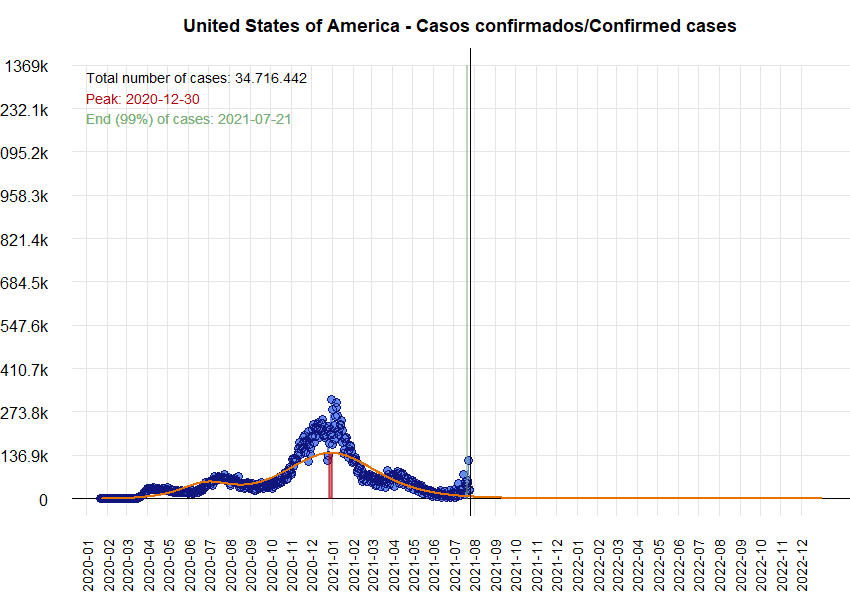 United States of America - Casos confirmados/Confirmed cases
1369k
Total number of cases: 34.716.442
Peak: 2020-12-30
End (99%) of cases: 2021-07-21
232.1k
095.2k
958.3k
821.4k
684.5k
547.6k
410.7k
273.8k
136.9k
0
2020-01
2020-02
2020-03
2020-04
2020-05
2020-06
2020-07
2020-08
2020-09
2020-10
2020-11
2020-12
2021-01
2021-02
2021-03
2021-04
2021-05
2021-06
2021-07
2021-08
2021-09
2021-10
2021-11
2021-12
2022-01
2022-02
2022-03
2022-04
2022-05
2022-06
2022-07
2022-08
2022-09
2022-10
2022-11
2022-12